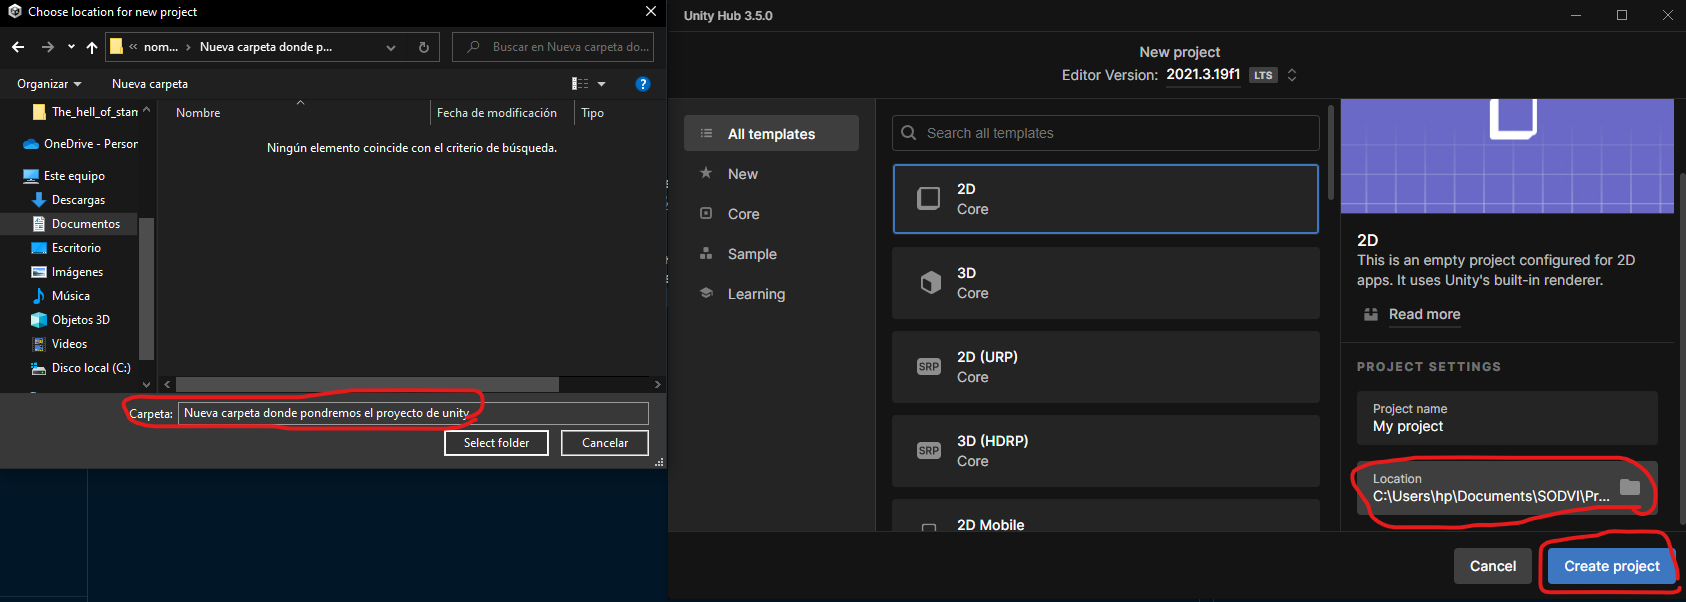 Choose location for new project
« nom... › Nueva carpeta donde p...
Buscar en Nueva carpeta do...
Organizar
Nueva carpeta
?
The_hell_of_stam
OneDrive - Person
Este equipo
Descargas
Documentos
Escritorio
Imágenes
Música
Objetos 3D
Videos
Disco local (C:)
Nombre
Fecha de modificación
Tipo
Ningún elemento coincide con el criterio de búsqueda.
Carpeta: Nueva carpeta donde pondremos el proyecto de unity
Select folder
Cancelar
Unity Hub 3.5.0
New project
Editor Version: 2021.3.19f1 LTS
All templates
New
Core
Sample
Learning
Search all templates
2D
Core
3D
Core
SRP
2D (URP)
Core
SRP
3D (HDRP)
Core
2D Mobile
2D
This is an empty project configured for 2D
apps. It uses Unity's built-in renderer.
Read more
PROJECT SETTINGS
Project name
My project
Location
C:\Users\hp\Documents\SODVI\Pr...
Cancel
Create project